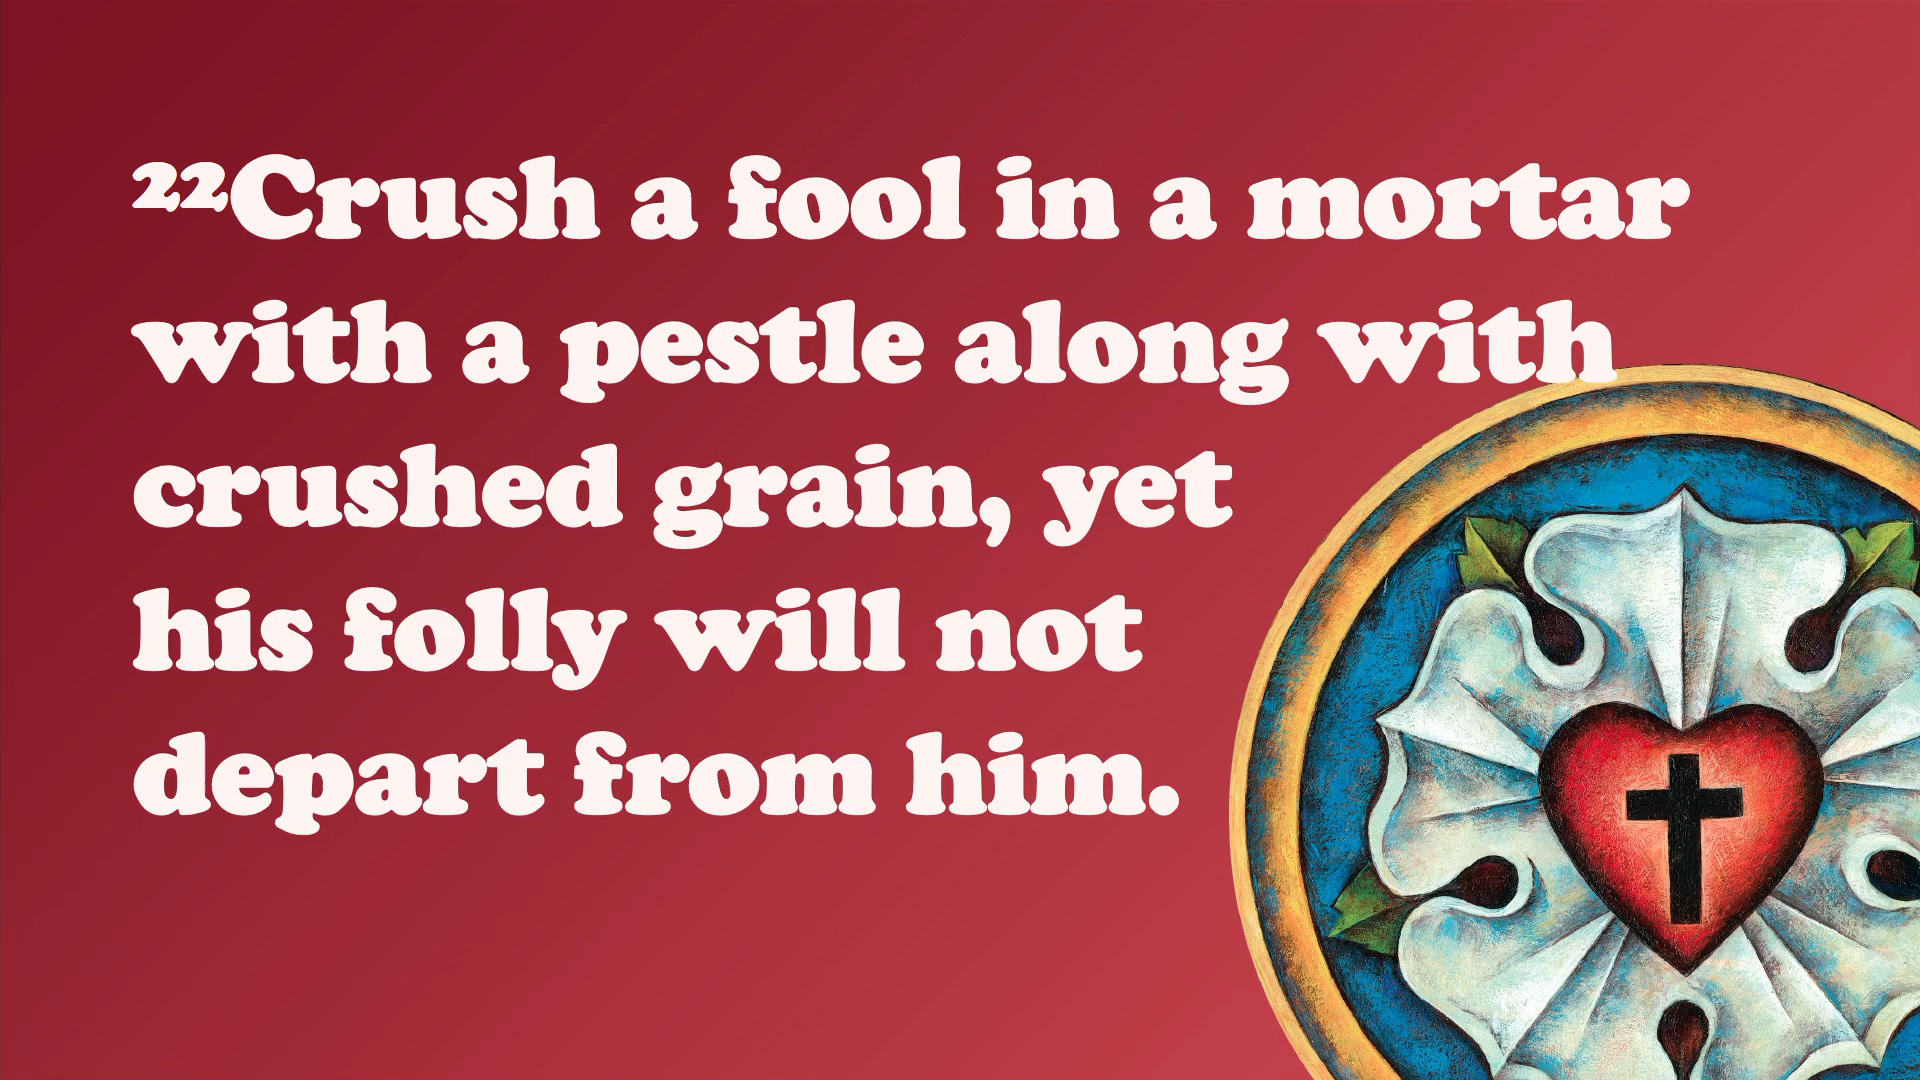 ²²Crush a fool in a mortar
with a pestle along with
crushed grain, yet
his folly will not
depart from him.